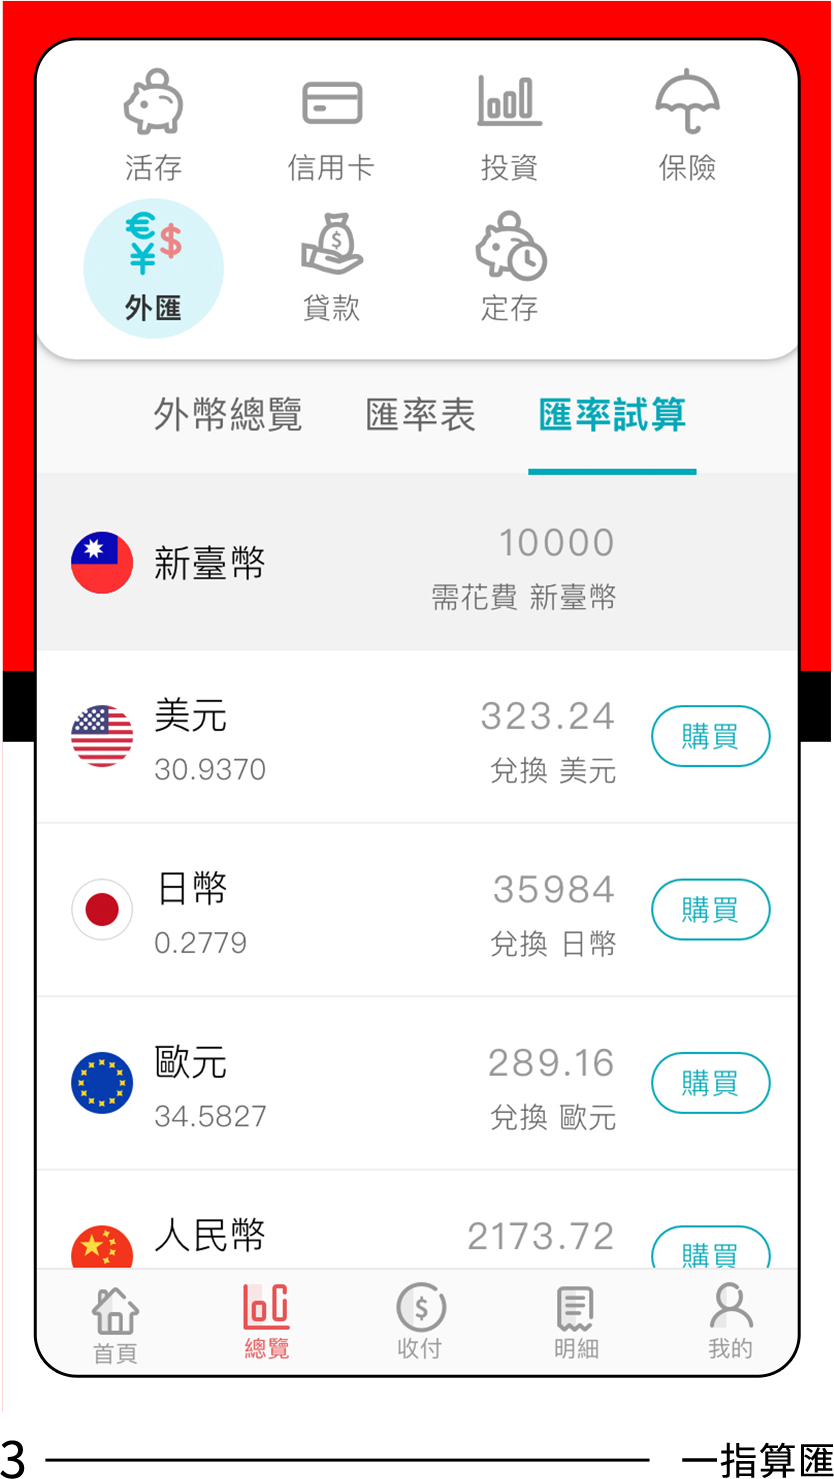 活存 信用卡 投資 保險
外匯 貸款 定存
外幣總覽 匯率表 匯率試算
新臺幣 10000
需花費 新臺幣
美元 323.24
30.9370 兌換 美元 購買
日幣 35984
0.2779 兌換 日幣 購買
歐元 289.16
34.5827 兌換 歐元 購買
人民幣 2173.72
購買
首頁 總覽 收付 明細 我的
3 一指算匯